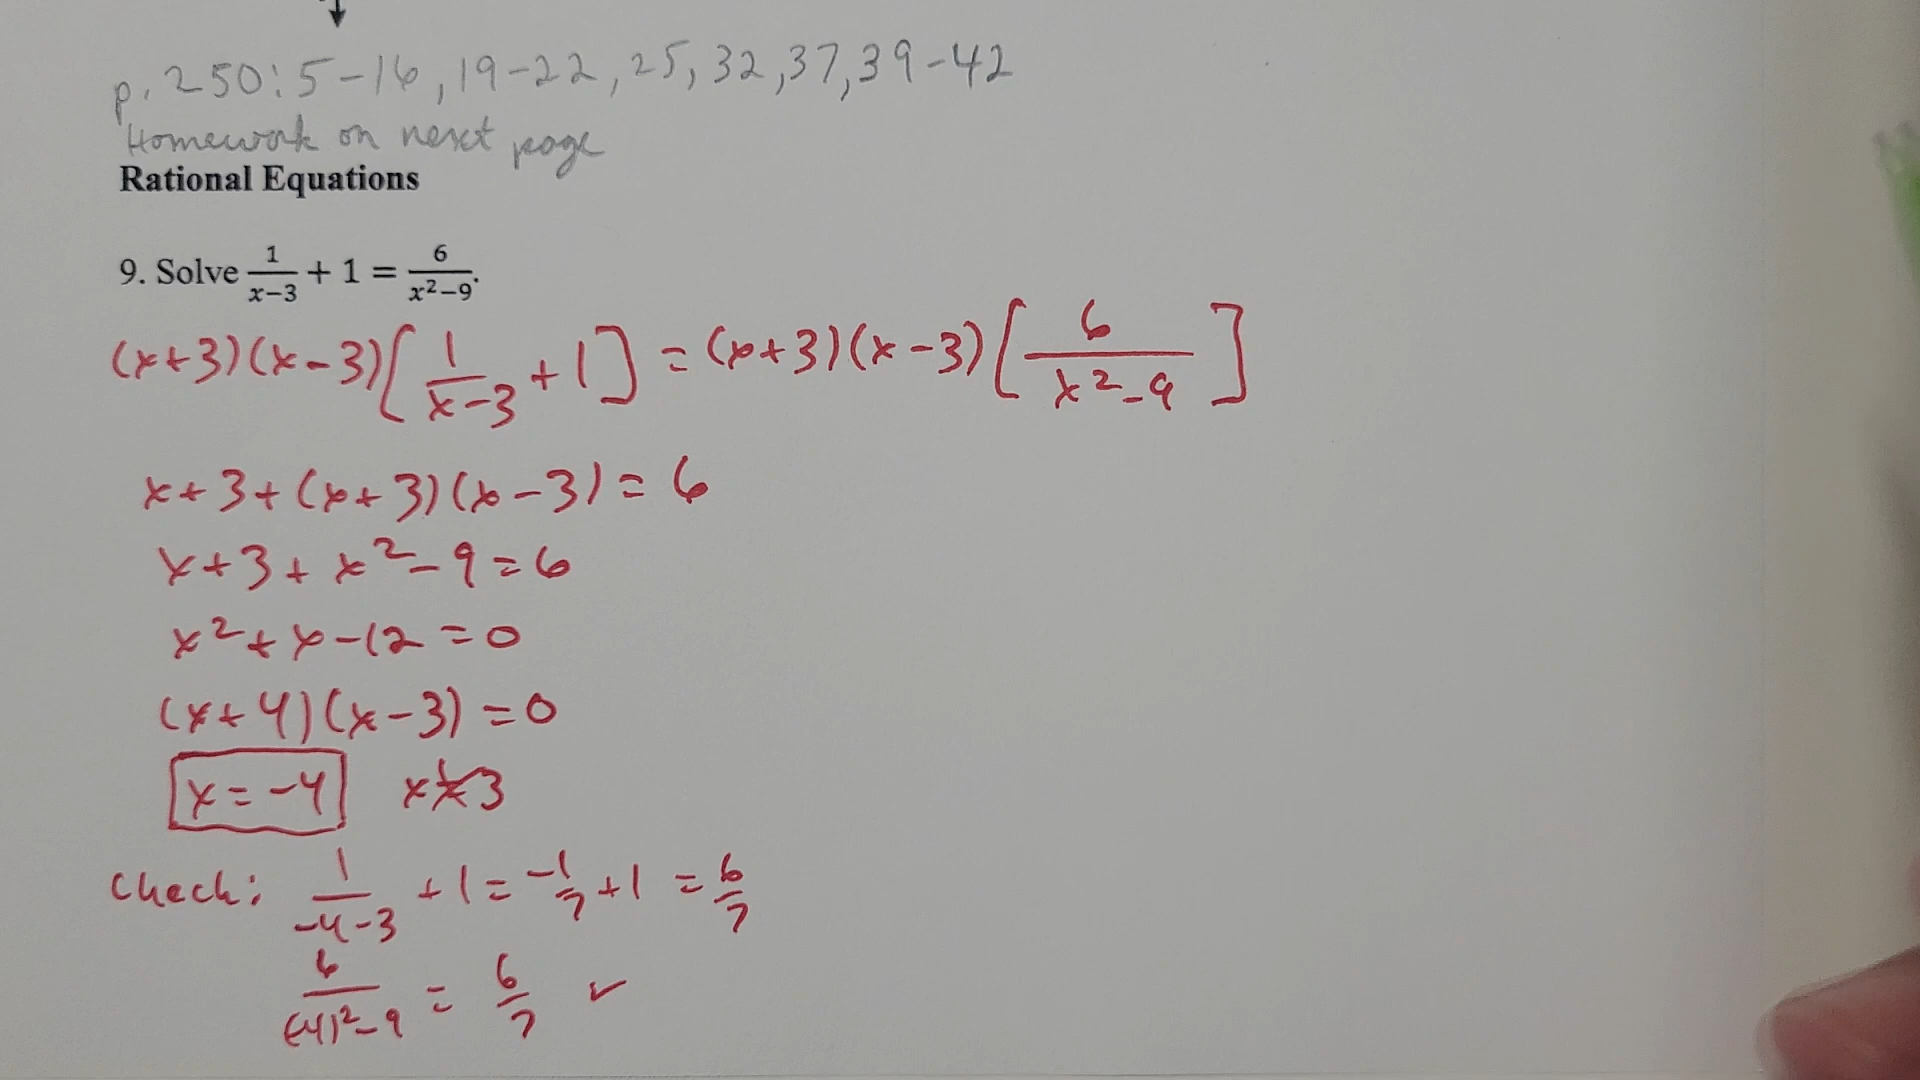 p. 250: 5-16, 19-22, 25, 32, 37, 39-42
Homework on next page
Rational Equations
9. Solve 1/(x-3) + 1 = 6/(x²-9).
(x+3)(x-3)[1/(x-3) + 1] = (x+3)(x-3)[6/(x²-9)]
x+3+(x+3)(x-3) = 6
x+3+x²-9=6
x²+x-12=0
(x+4)(x-3)=0
x=-4 x≠3
Check: 1/(-4-3) + 1 = -1/7 + 1 = 6/7
6/((-4)²-9) = 6/7 ✓